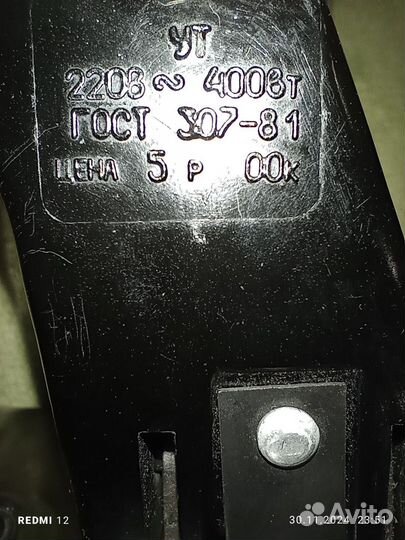 УТ
220В~ 400Вт
ГОСТ 307-81
ЦЕНА 5 Р 00к
REDMI 12
30.11.2024 23:51
Avito